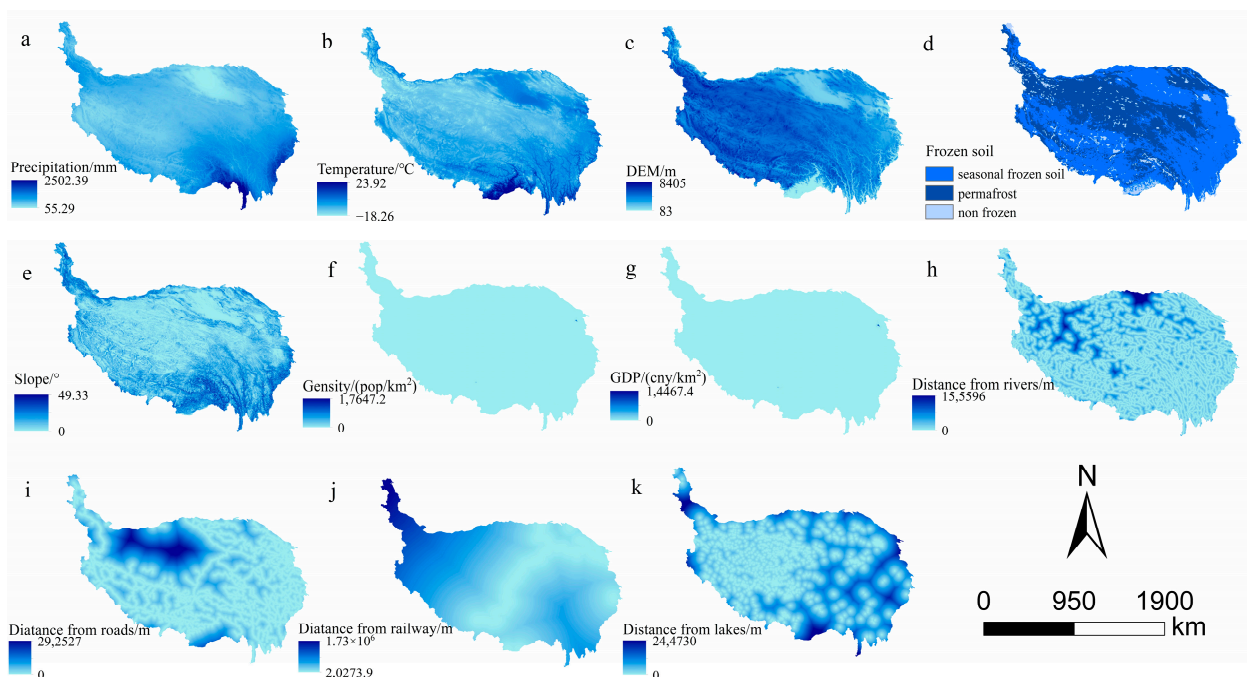 a
Precipitation/mm
2502.39
55.29
b
Temperature/°C
23.92
−18.26
c
DEM/m
8405
83
d
Frozen soil
seasonal frozen soil
permafrost
non frozen
e
Slope/°
49.33
0
f
Gensity/(pop/km²)
1,7647.2
0
g
GDP/(cny/km²)
1,4467.4
0
h
Distance from rivers/m
15,5596
0
i
Diatance from roads/m
29,2527
0
j
Diatance from railway/m
1.73×10⁶
2,0273.9
k
Distance from lakes/m
24,4730
0
N
0 950 1900
km